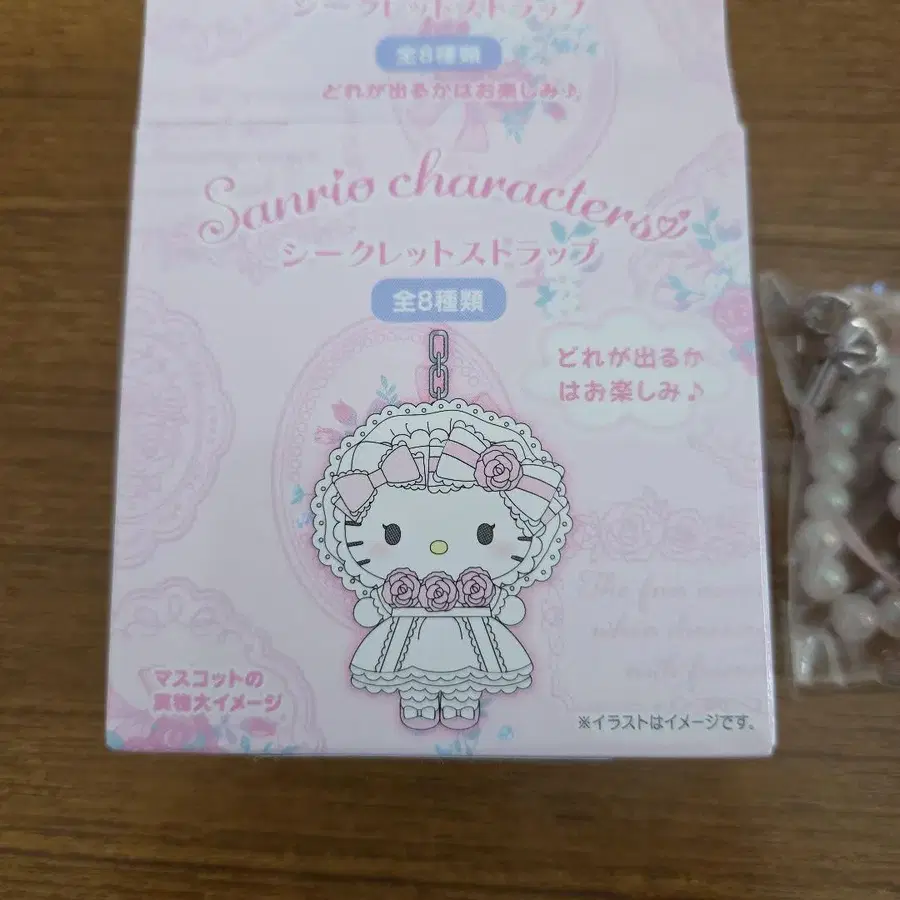 シークレットストラップ
全8種類
どれが出るかはお楽しみ♪
Sanrio characters
シークレットストラップ
全8種類
どれが出るか
はお楽しみ♪
マスコットの
実物大イメージ
※イラストはイメージです。